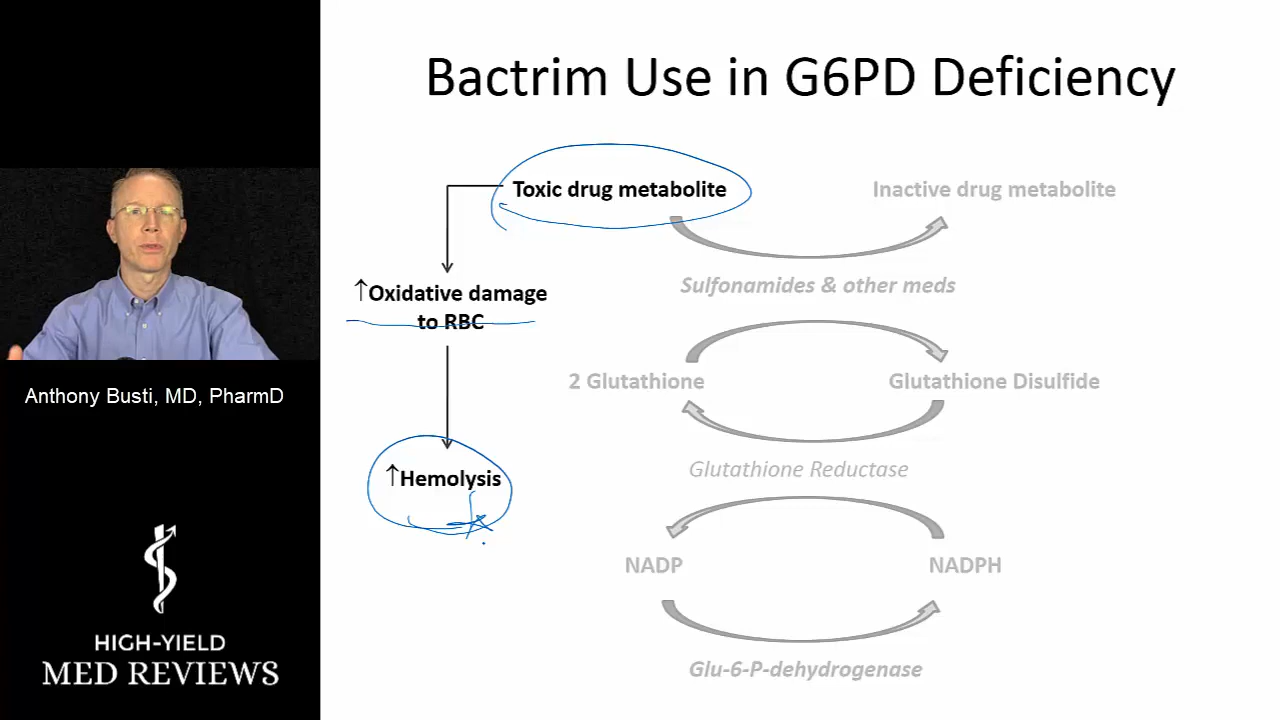 Bactrim Use in G6PD Deficiency
Toxic drug metabolite
Inactive drug metabolite
Sulfonamides & other meds
↑Oxidative damage
to RBC
2 Glutathione
Glutathione Disulfide
Glutathione Reductase
↑Hemolysis
NADP
NADPH
Glu-6-P-dehydrogenase
Anthony Busti, MD, PharmD
HIGH-YIELD
MED REVIEWS